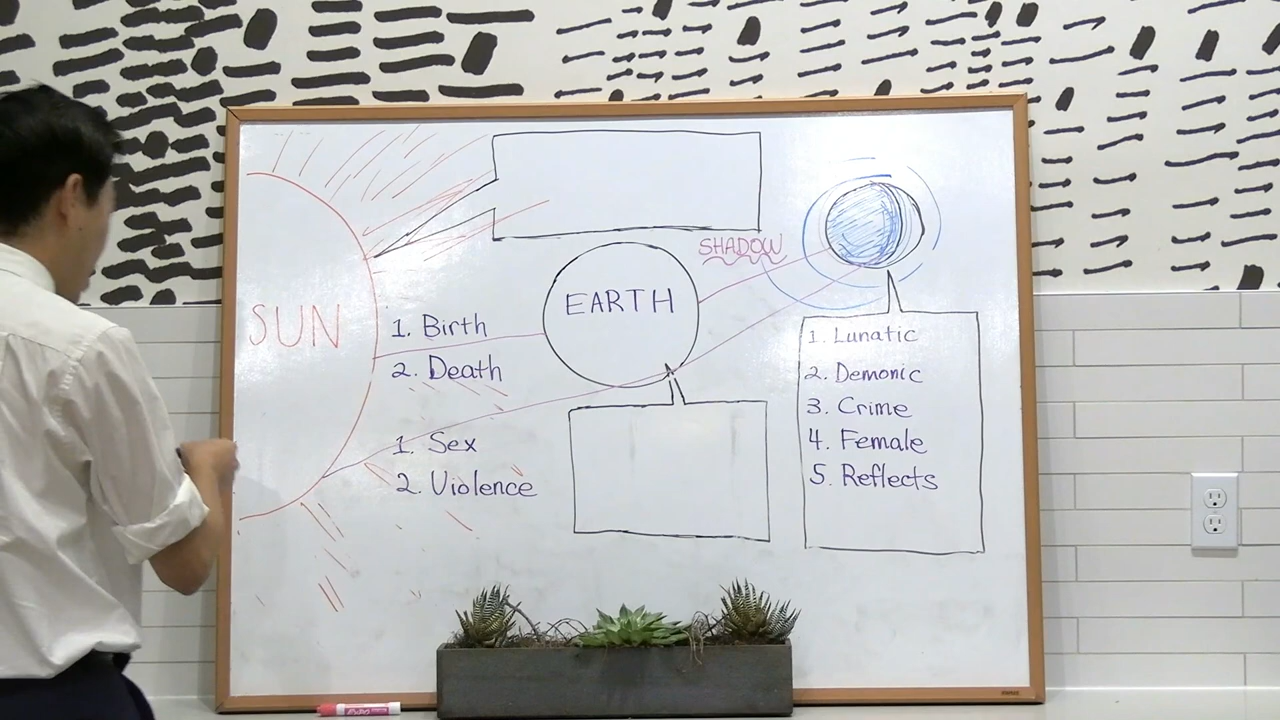 SUN
1. Birth
2. Death
1. Sex
2. Violence
EARTH
SHADOW
1. Lunatic
2. Demonic
3. Crime
4. Female
5. Reflects
EXPO